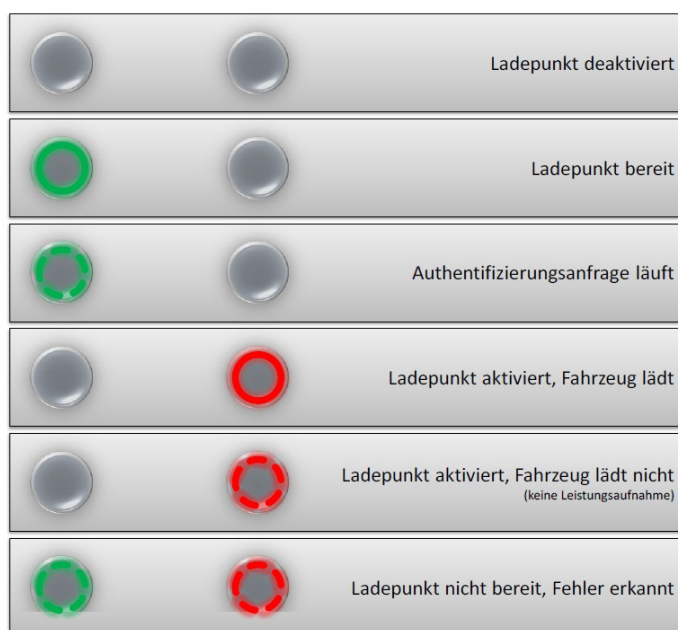 Ladepunkt deaktiviert
Ladepunkt bereit
Authentifizierungsanfrage läuft
Ladepunkt aktiviert, Fahrzeug lädt
Ladepunkt aktiviert, Fahrzeug lädt nicht
(keine Leistungsaufnahme)
Ladepunkt nicht bereit, Fehler erkannt